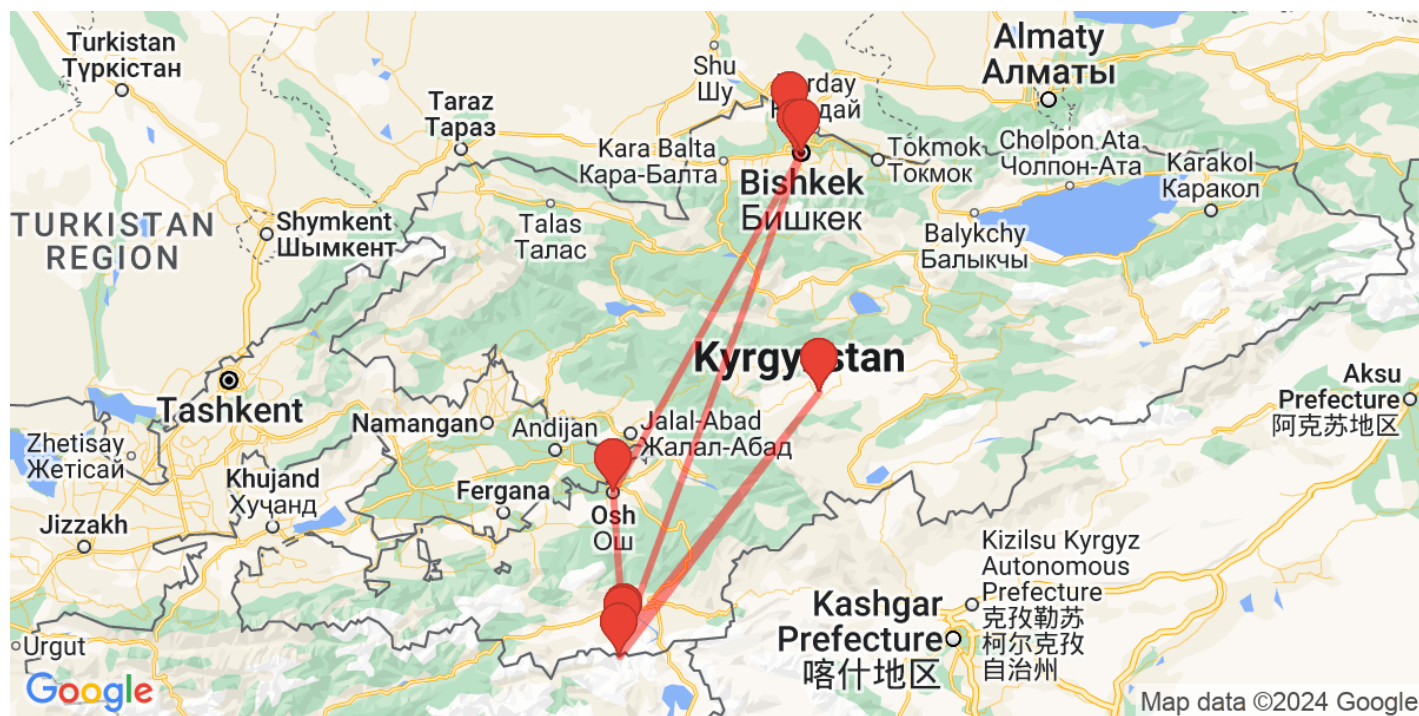 Turkistan
Түркістан
Taraz
Тараз
Shu
Шу
Almaty
Алматы
Kara Balta
Кара-Балта
Bishkek
Бишкек
Tokmok
Токмок
Cholpon Ata
Чолпон-Ата
Karakol
Каракол
TURKISTAN
REGION
Shymkent
Шымкент
Talas
Талас
Balykchy
Балыкчы
Tashkent
Namangan
Andijan
Jalal-Abad
Жалал-Абад
Aksu
Prefecture
阿克苏地区
Zhetisay
Жетісай
Khujand
Хуҷанд
Fergana
Jizzakh
Osh
Ош
Kizilsu Kyrgyz
Autonomous
Prefecture
克孜勒苏
柯尔克孜
自治州
Kashgar
Prefecture
喀什地区
Urgut
Google
Map data ©2024 Google